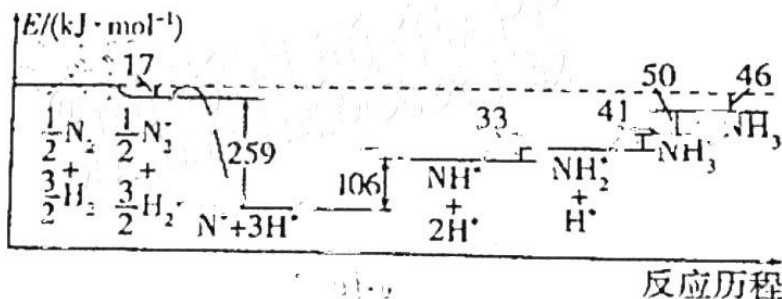 E/(kJ·mol⁻¹)
17
50
46
33
41
½N₂
+
3/2H₂
½N₂*
+
3/2H₂*
259
N*+3H*
106
NH*
+
2H*
NH₂*
+
H*
NH₃
NH₃
反应历程